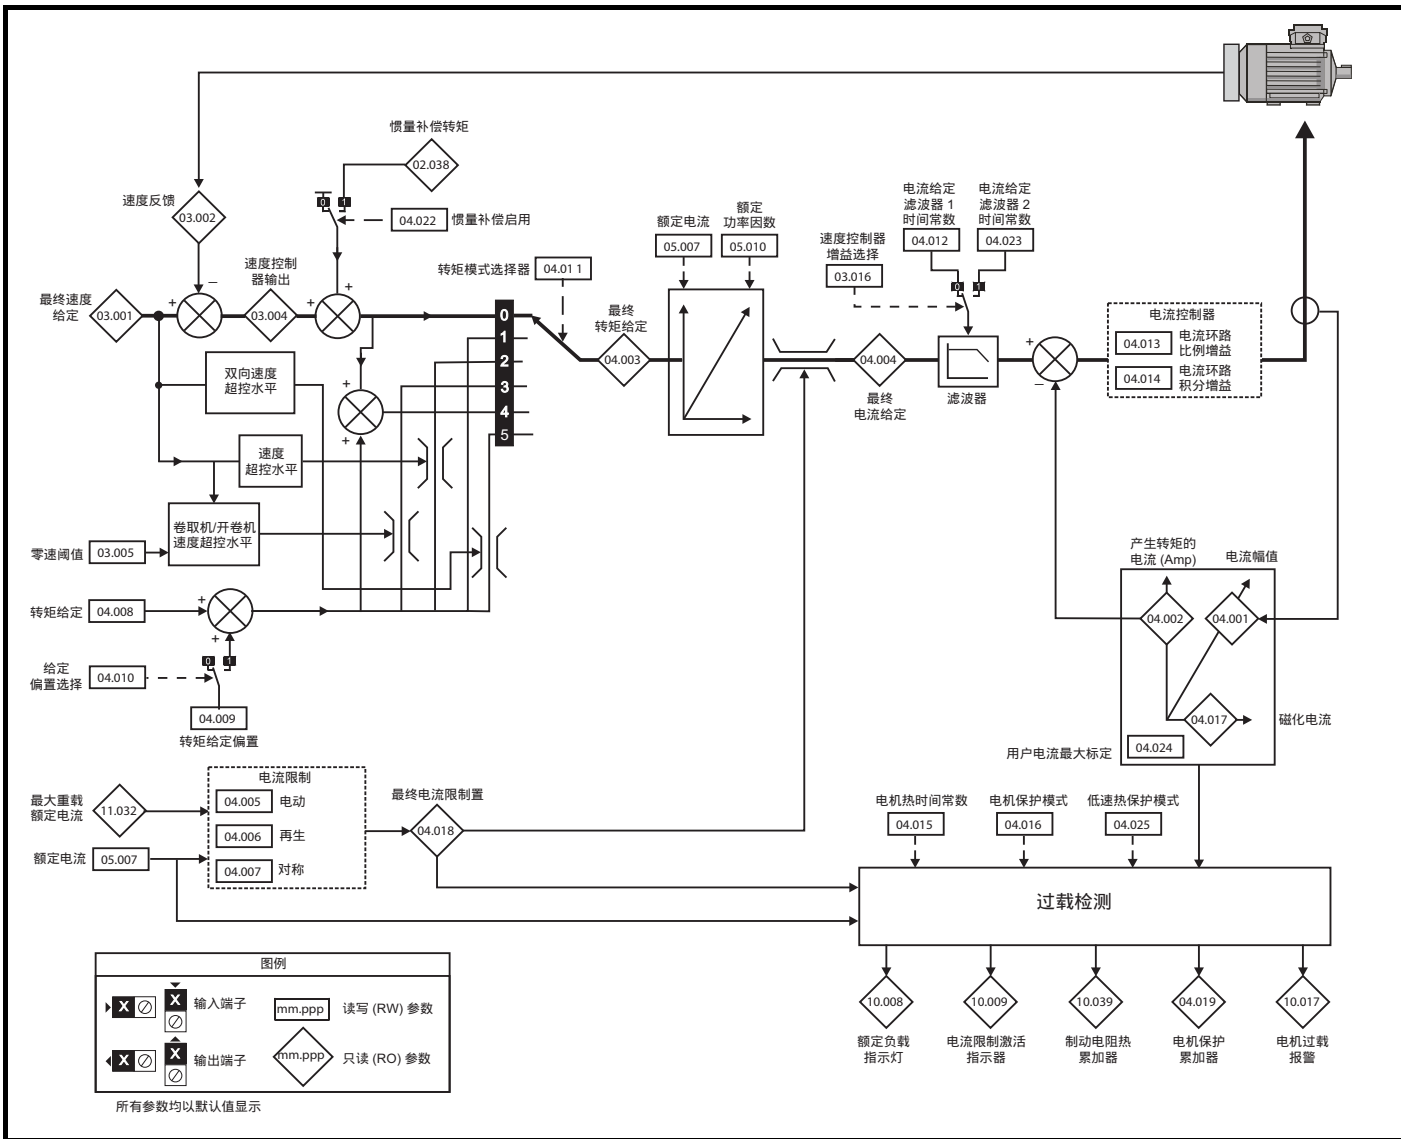 惯量补偿转矩
02.038
速度反馈
03.002
0 1
04.022 惯量补偿启用
电流给定
滤波器 1
时间常数
电流给定
滤波器 2
时间常数
04.012
04.023
额定电流
05.007
额定
功率因数
05.010
速度控制器
增益选择
03.016
0 1
转矩模式选择器 04.01 1
速度控制
器输出
03.004
最终速度
给定
03.001
+
−
+
+
0
1
2
3
4
5
最终
转矩给定
04.003
04.004
最终
电流给定
滤波器
+
−
电流控制器
04.013 电流环路
比例增益
04.014 电流环路
积分增益
双向速度
超控水平
+
+
速度
超控水平
卷取机/开卷机
速度超控水平
零速阈值 03.005
转矩给定 04.008
+
+
0 1
给定
偏置选择
04.010
04.009
转矩给定偏置
产生转矩的
电流 (Amp)
电流幅值
04.002
04.001
04.017
磁化电流
04.024
用户电流最大标定
最大重载
额定电流
11.032
额定电流 05.007
电流限制
04.005 电动
04.006 再生
04.007 对称
最终电流限制置
04.018
电机热时间常数
04.015
电机保护模式
04.016
低速热保护模式
04.025
过载检测
10.008
额定负载
指示灯
10.009
电流限制激活
指示器
10.039
制动电阻热
累加器
04.019
电机保护
累加器
10.017
电机过载
报警
图例
X X 输入端子
mm.ppp 读写 (RW) 参数
X X 输出端子
mm.ppp 只读 (RO) 参数
所有参数均以默认值显示